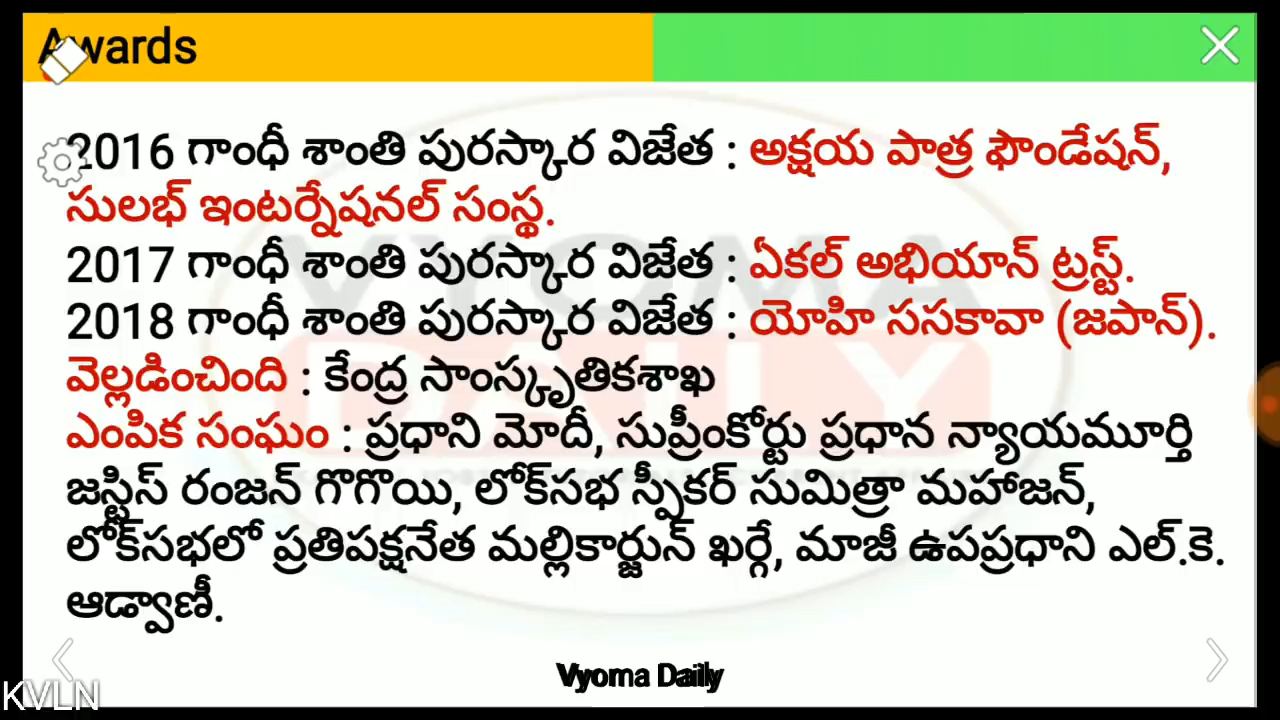 Awards
2016 గాంధీ శాంతి పురస్కార విజేత : అక్షయ పాత్ర ఫౌండేషన్,
సులభ్ ఇంటర్నేషనల్ సంస్థ.
2017 గాంధీ శాంతి పురస్కార విజేత : ఏకల్ అభియాన్ ట్రస్ట్.
2018 గాంధీ శాంతి పురస్కార విజేత : యోహి ససకావా (జపాన్).
వెల్లడించింది : కేంద్ర సాంస్కృతికశాఖ
ఎంపిక సంఘం : ప్రధాని మోదీ, సుప్రీంకోర్టు ప్రధాన న్యాయమూర్తి
జస్టిస్ రంజన్ గొగొయి, లోక్‌సభ స్పీకర్ సుమిత్రా మహాజన్,
లోక్‌సభలో ప్రతిపక్షనేత మల్లికార్జున్ ఖర్గే, మాజీ ఉపప్రధాని ఎల్.కె.
ఆడ్వాణీ.
Vyoma Daily
KVLN
VYOMA
DAILY